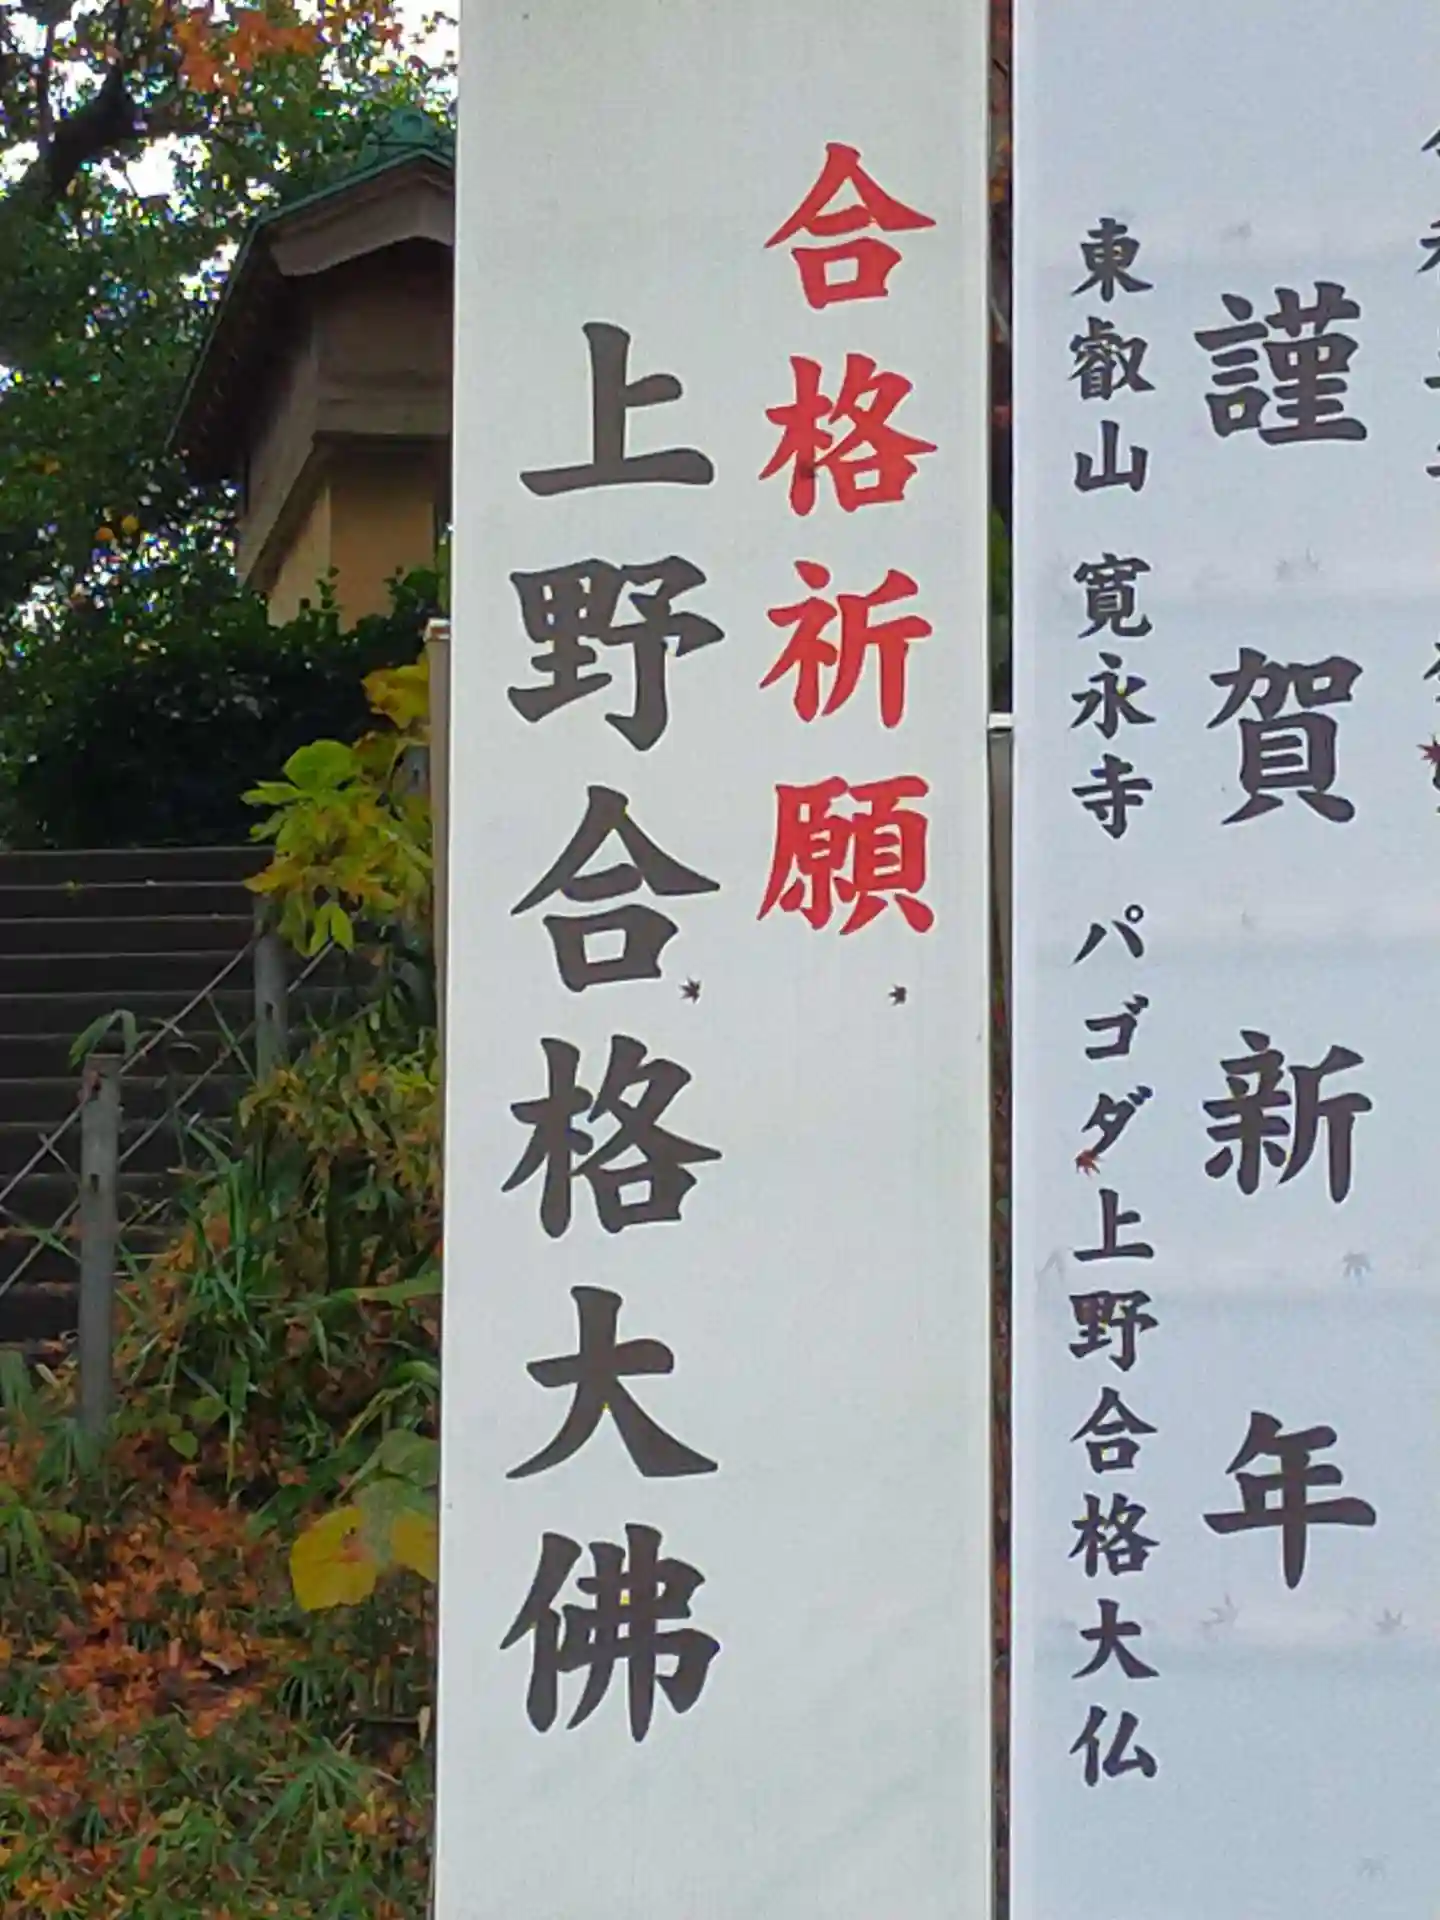 謹賀新年
東叡山 寛永寺 パゴダ上野合格大仏
合格祈願
上野合格大佛